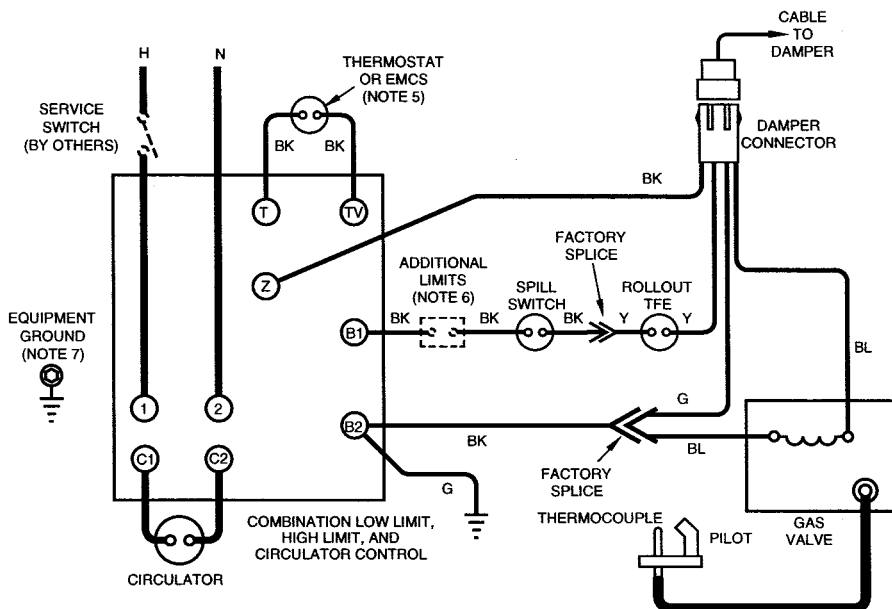 CABLE
TO
DAMPER
H
N
THERMOSTAT
OR EMCS
(NOTE 5)
SERVICE
SWITCH
(BY OTHERS)
DAMPER
CONNECTOR
BK
BK
BK
T
TV
Z
ADDITIONAL
LIMITS
(NOTE 6)
SPILL
SWITCH
FACTORY
SPLICE
ROLLOUT
TFE
EQUIPMENT
GROUND
(NOTE 7)
B1
BK
BK
BK
Y
Y
BL
1
2
B2
BK
G
BL
C1
C2
G
FACTORY
SPLICE
COMBINATION LOW LIMIT,
HIGH LIMIT, AND
CIRCULATOR CONTROL
THERMOCOUPLE
PILOT
GAS
VALVE
CIRCULATOR